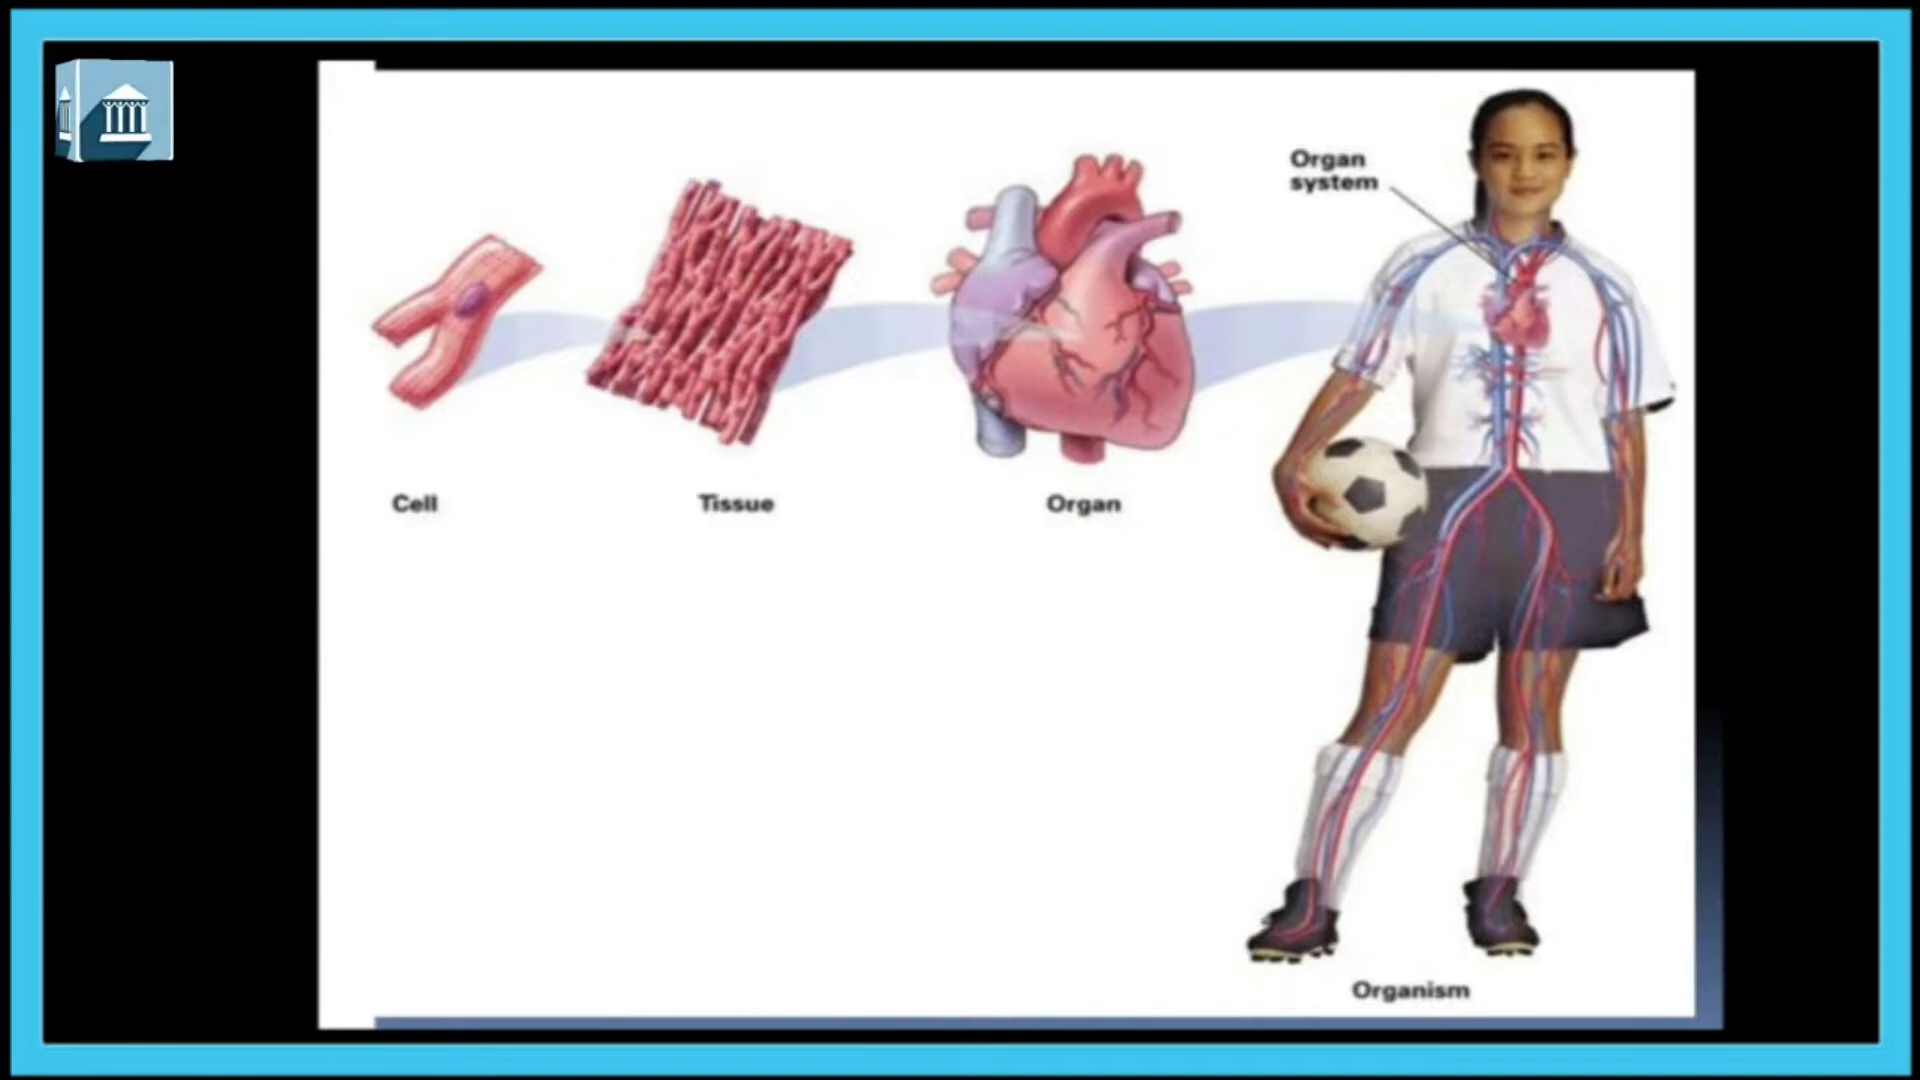 Organ
system
Cell
Tissue
Organ
Organism